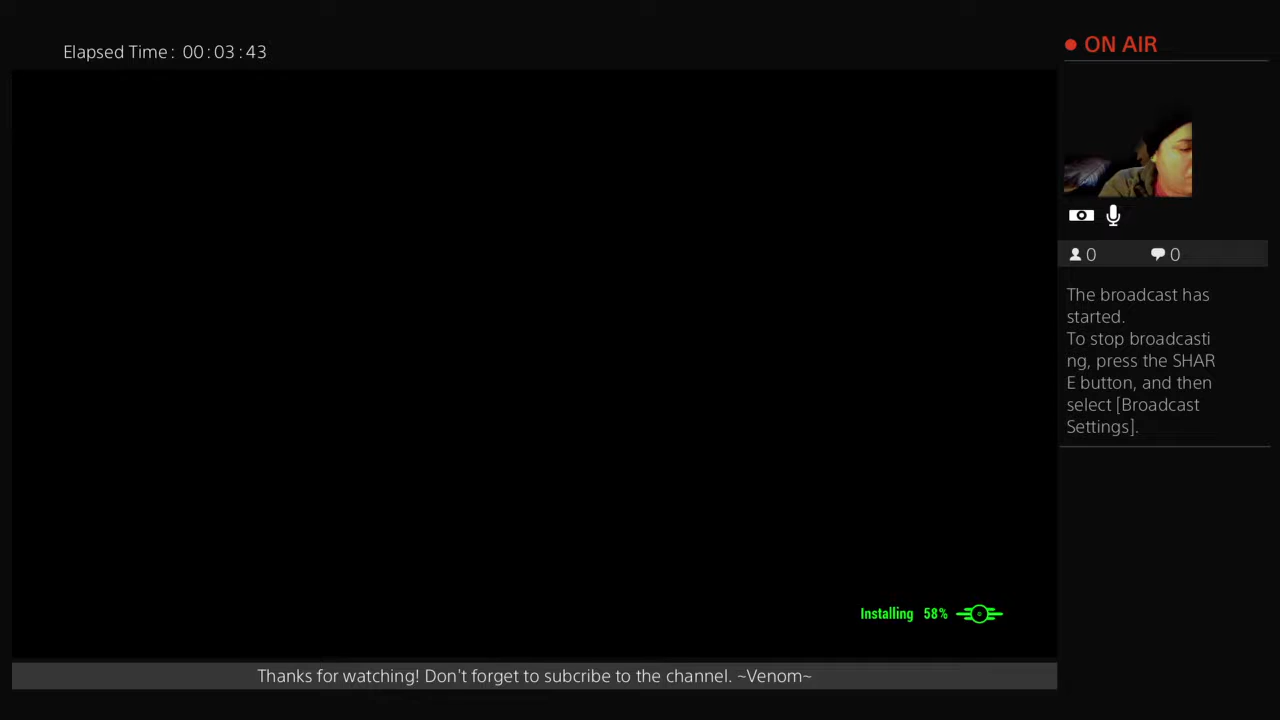 Elapsed Time: 00:03:43
ON AIR
0 0
The broadcast has
started.
To stop broadcasti
ng, press the SHAR
E button, and then
select [Broadcast
Settings].
Installing 58%
Thanks for watching! Don't forget to subcribe to the channel. ~Venom~